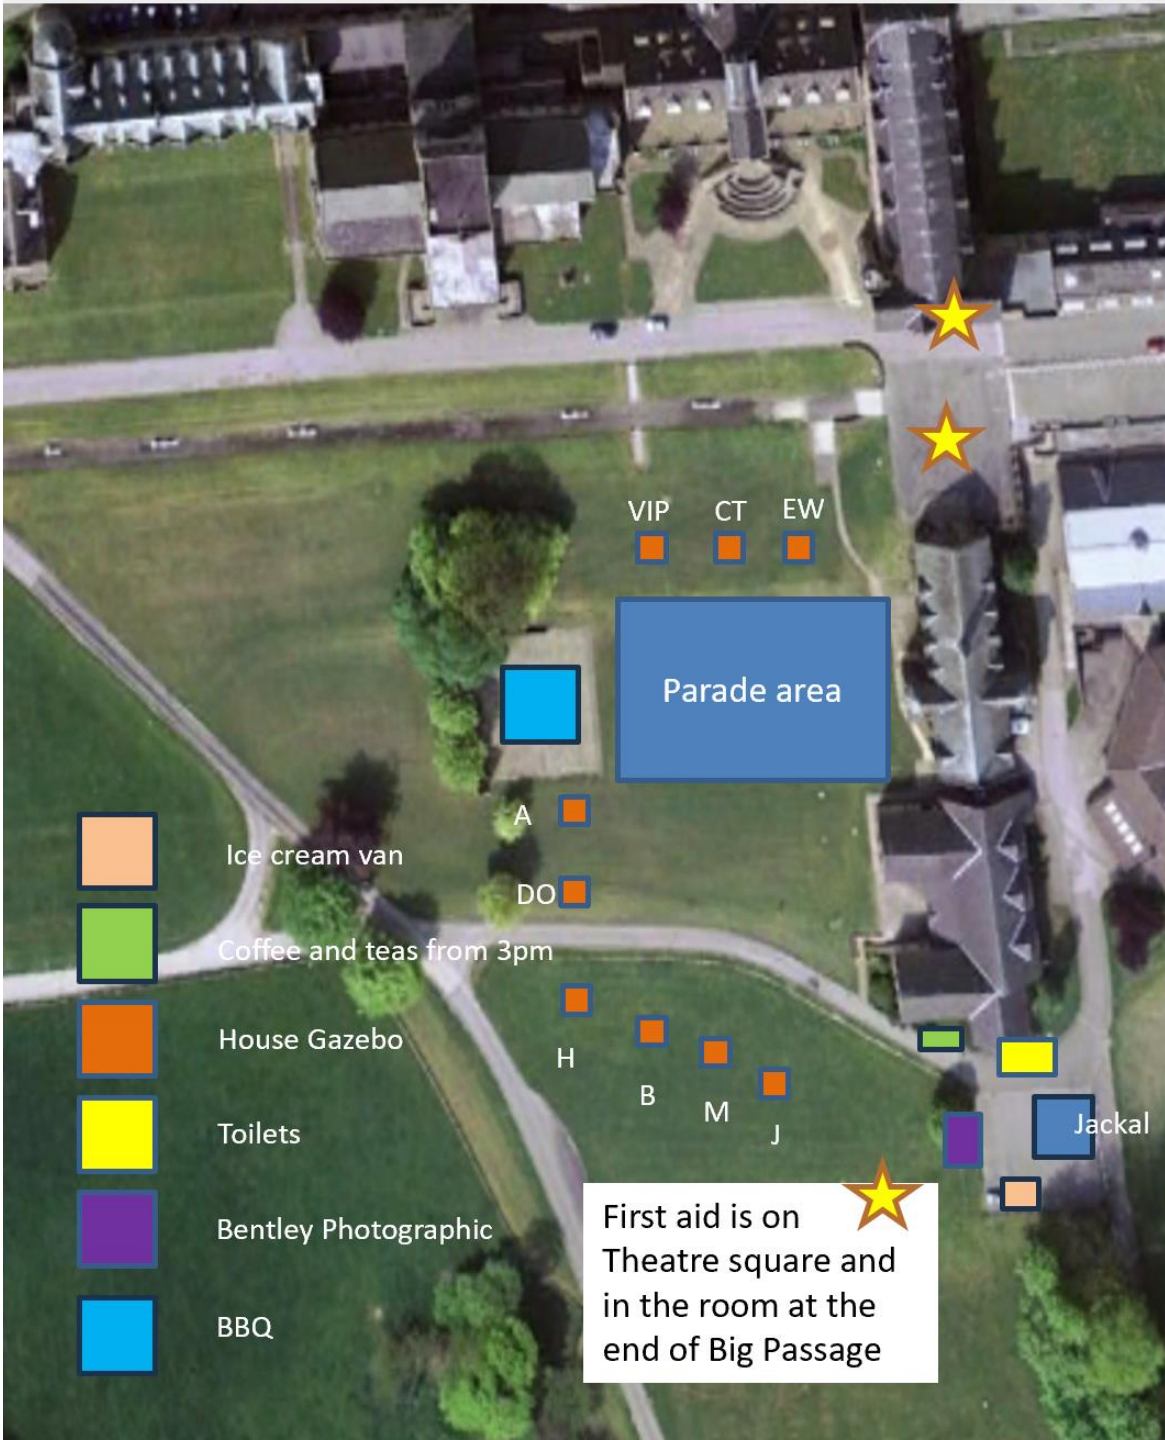 VIP
CT
EW
Parade area
A
DO
Ice cream van
Coffee and teas from 3pm
House Gazebo
H
B
M
J
Toilets
Jackal
Bentley Photographic
First aid is on
Theatre square and
in the room at the
end of Big Passage
BBQ